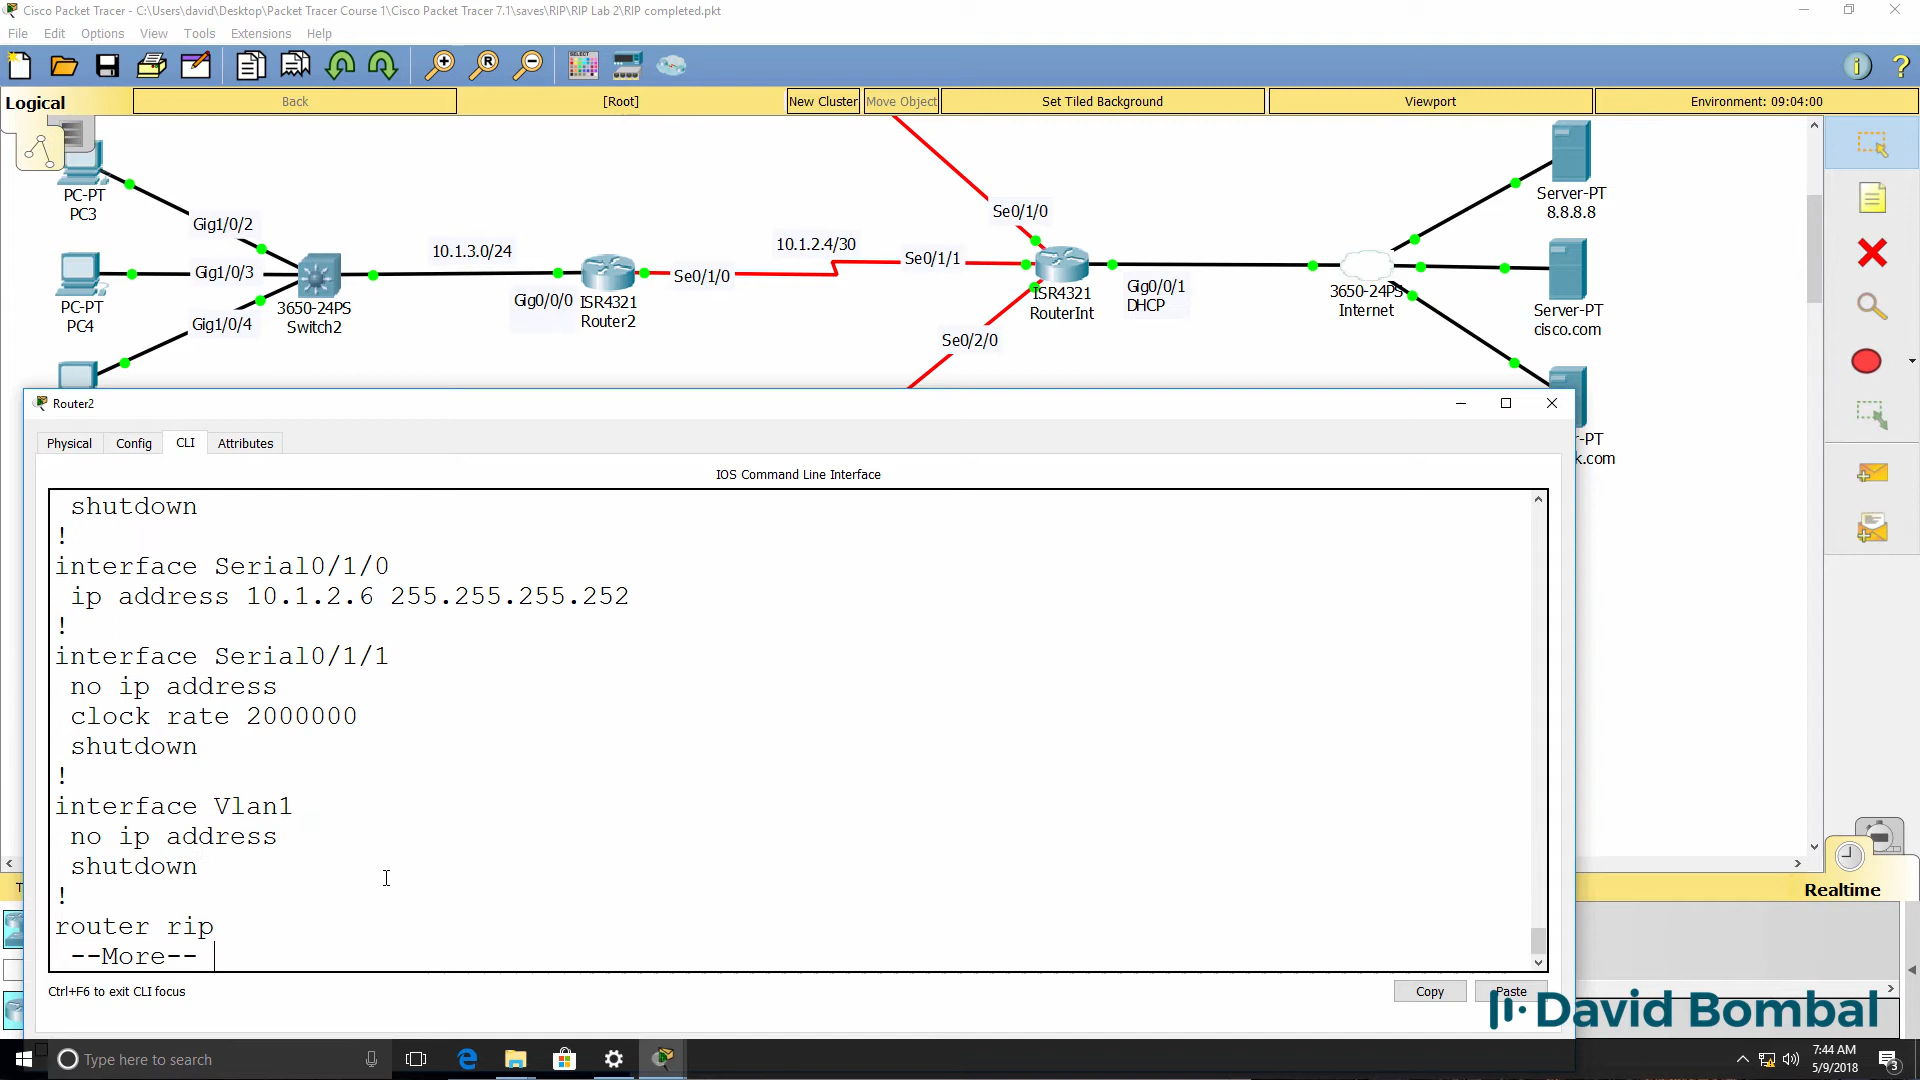 Cisco Packet Tracer - C:\Users\david\Desktop\Packet Tracer Course 1\Cisco Packet Tracer 7.1\saves\RIP\RIP Lab 2\RIP completed.pkt
File Edit Options View Tools Extensions Help
Logical Back [Root] New Cluster Move Object Set Tiled Background Viewport Environment: 09:04:00
PC-PT
PC3
Gig1/0/2
PC-PT
PC4
Gig1/0/3
Gig1/0/4
3650-24PS
Switch2
10.1.3.0/24
Gig0/0/0
ISR4321
Router2
Se0/1/0
10.1.2.4/30
Se0/1/1
Se0/1/0
ISR4321
RouterInt
Se0/2/0
Gig0/0/1
DHCP
3650-24PS
Internet
Server-PT
8.8.8.8
Server-PT
cisco.com
-PT
k.com
Router2
Physical Config CLI Attributes
IOS Command Line Interface
shutdown
!
interface Serial0/1/0
ip address 10.1.2.6 255.255.255.252
!
interface Serial0/1/1
no ip address
clock rate 2000000
shutdown
!
interface Vlan1
no ip address
shutdown
!
router rip
--More--
Ctrl+F6 to exit CLI focus
Copy Paste
Realtime
David Bombal
Type here to search
7:44 AM
5/9/2018
3